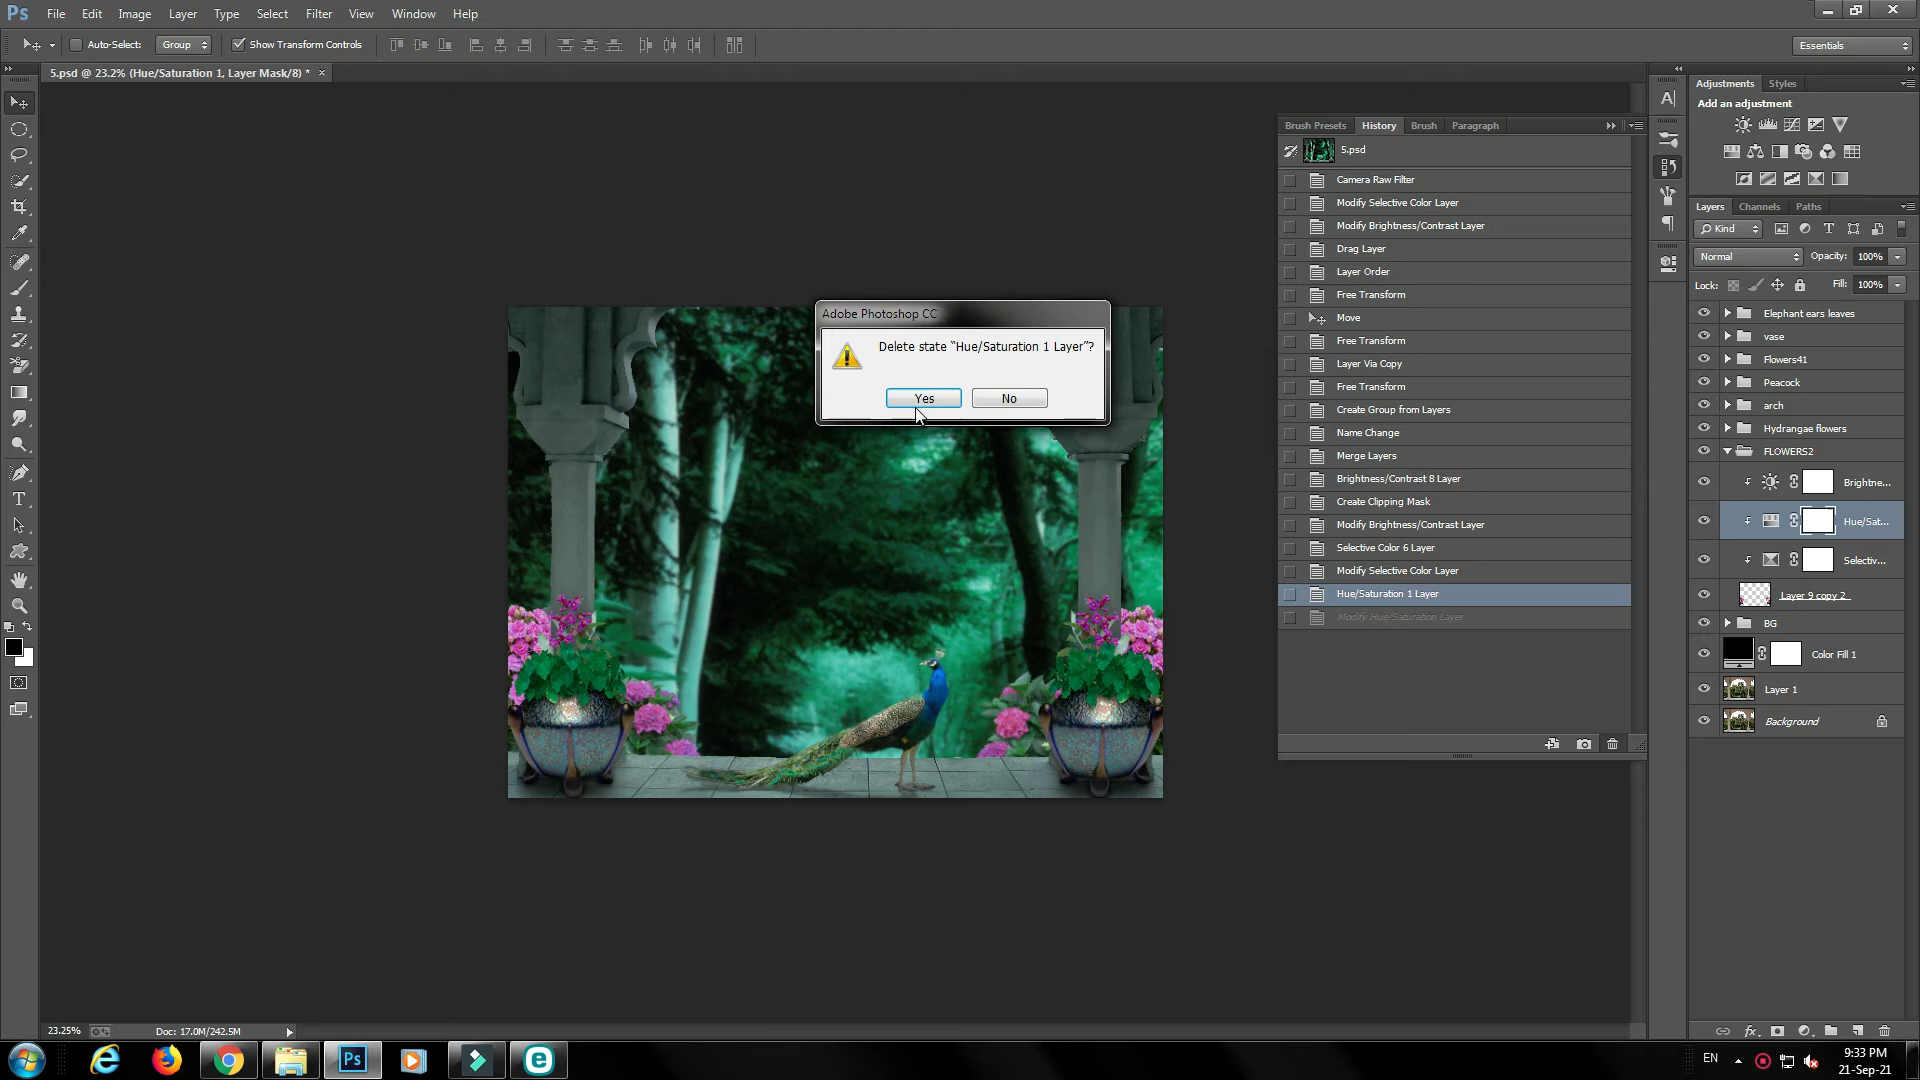 Ps File Edit Image Layer Type Select Filter View Window Help
Auto-Select: Group Show Transform Controls Essentials
5.psd @ 23.2% (Hue/Saturation 1, Layer Mask/8) * ×
Brush Presets History Brush Paragraph
5.psd
Camera Raw Filter
Modify Selective Color Layer
Modify Brightness/Contrast Layer
Drag Layer
Layer Order
Free Transform
Move
Free Transform
Layer Via Copy
Free Transform
Create Group from Layers
Name Change
Merge Layers
Brightness/Contrast 8 Layer
Create Clipping Mask
Modify Brightness/Contrast Layer
Selective Color 6 Layer
Modify Selective Color Layer
Hue/Saturation 1 Layer
Modify Hue/Saturation Layer
Adobe Photoshop CC
Delete state “Hue/Saturation 1 Layer”?
Yes No
Adjustments Styles
Add an adjustment
Layers Channels Paths
Kind
Normal Opacity: 100%
Lock: Fill: 100%
Elephant ears leaves
vase
Flowers41
Peacock
arch
Hydrangae flowers
FLOWERS2
Brightne...
Hue/Sat...
Selectiv...
Layer 9 copy 2
BG
Color Fill 1
Layer 1
Background
23.25% Doc: 17.0M/242.5M
Ps
EN
9:33 PM
21-Sep-21